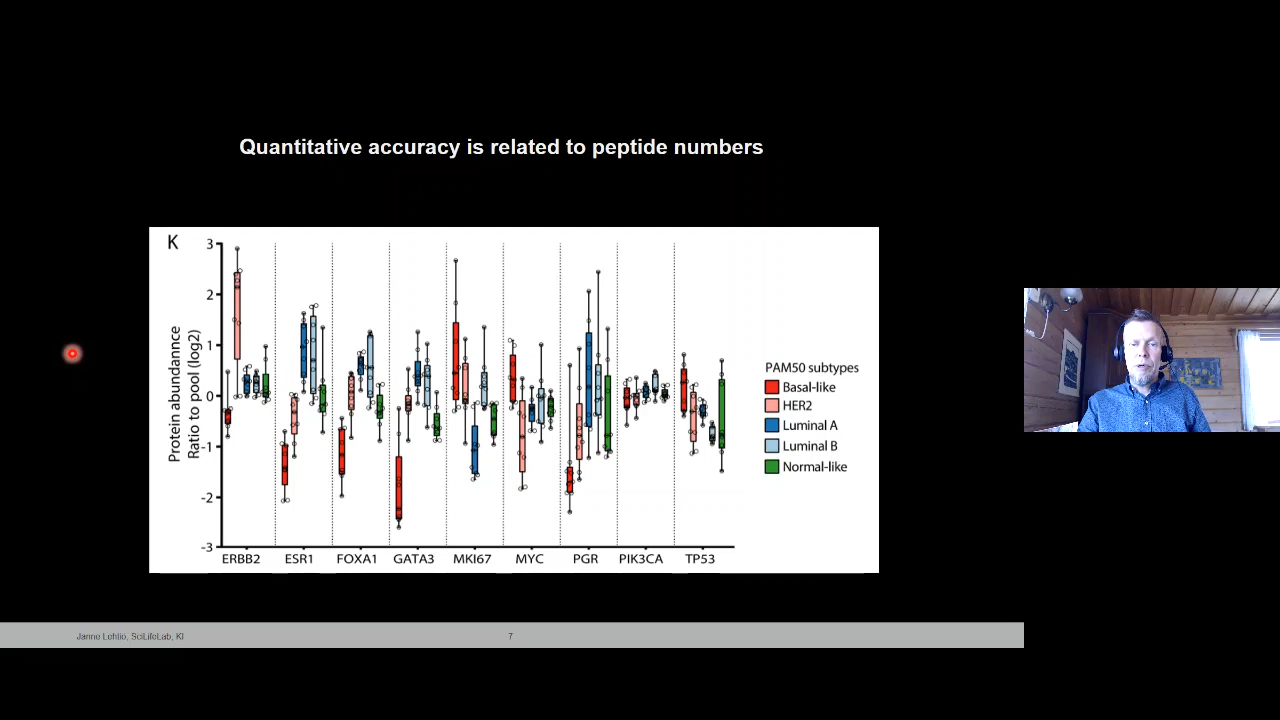 Quantitative accuracy is related to peptide numbers
K
Protein abundannce
Ratio to pool (log2)
3
2
1
0
-1
-2
-3
ERBB2 ESR1 FOXA1 GATA3 MKI67 MYC PGR PIK3CA TP53
PAM50 subtypes
Basal-like
HER2
Luminal A
Luminal B
Normal-like
Janne Lehtiö, SciLifeLab, KI
7